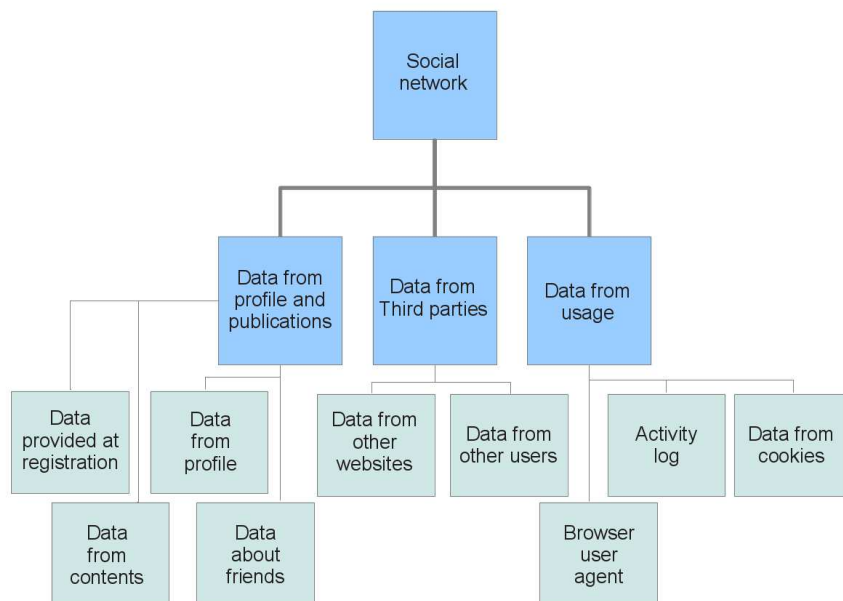 Social
network
Data from
profile and
publications
Data from
Third parties
Data from
usage
Data
provided at
registration
Data
from
profile
Data from
other
websites
Data from
other users
Activity
log
Data from
cookies
Data
from
contents
Data
about
friends
Browser
user
agent